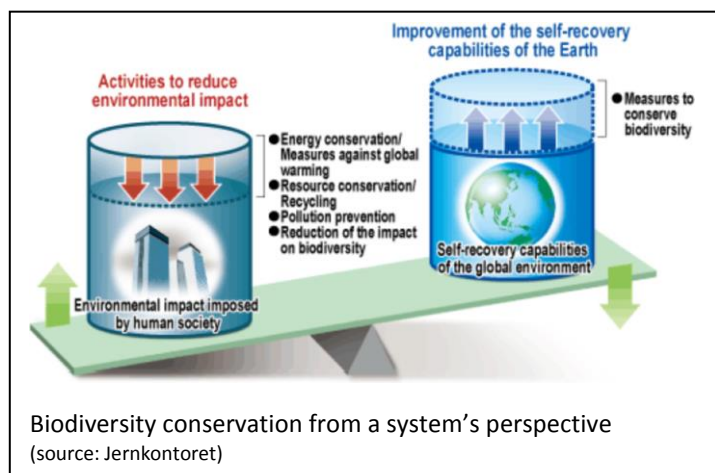 Improvement of the self-recovery
capabilities of the Earth
Activities to reduce
environmental impact
●Measures to
conserve
biodiversity
●Energy conservation/
Measures against global
warming
●Resource conservation/
Recycling
●Pollution prevention
●Reduction of the impact
on biodiversity
Self-recovery capabilities
of the global environment
Environmental impact imposed
by human society
Biodiversity conservation from a system’s perspective
(source: Jernkontoret)